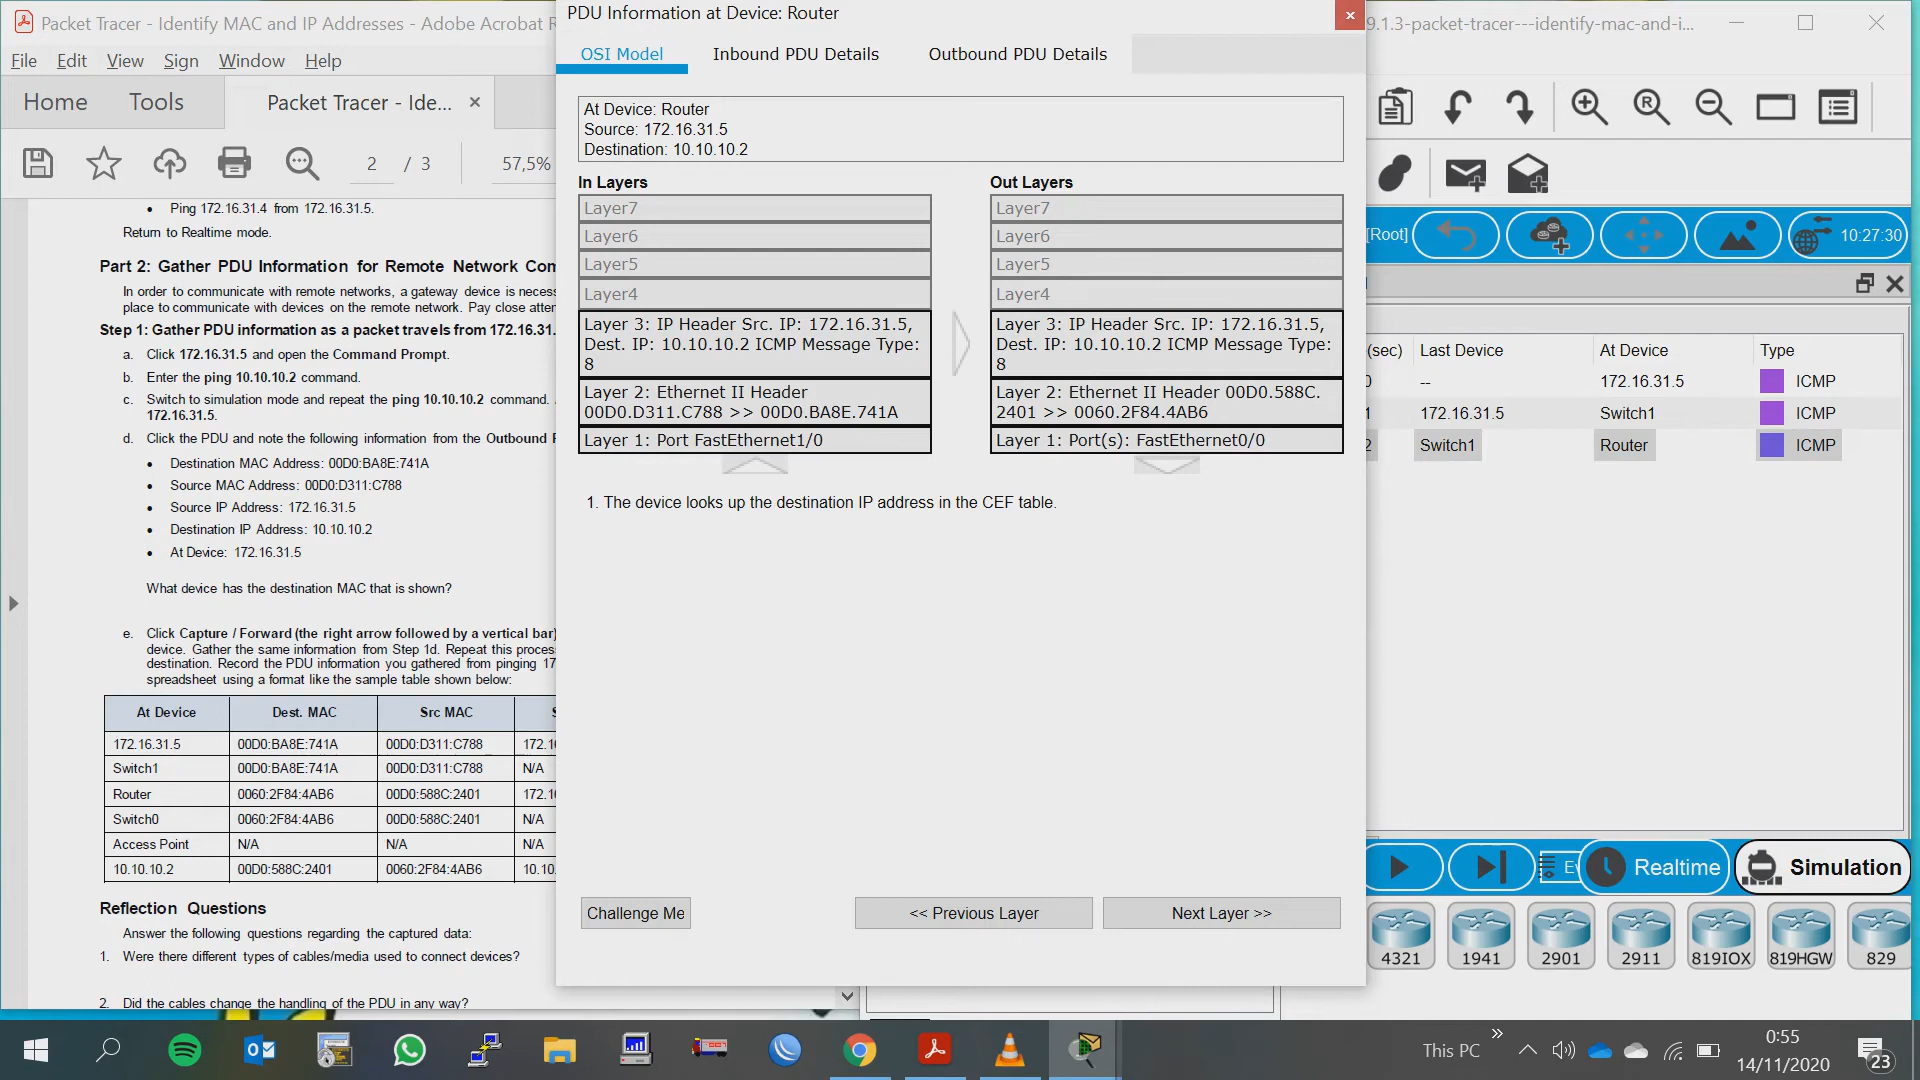 Packet Tracer - Identify MAC and IP Addresses - Adobe Acrobat R
File Edit View Sign Window Help
Home Tools Packet Tracer - Ide... ×
2 / 3 57,5%
• Ping 172.16.31.4 from 172.16.31.5.
Return to Realtime mode.
Part 2: Gather PDU Information for Remote Network Com
In order to communicate with remote networks, a gateway device is neces
place to communicate with devices on the remote network. Pay close atten
Step 1: Gather PDU information as a packet travels from 172.16.31.
a. Click 172.16.31.5 and open the Command Prompt.
b. Enter the ping 10.10.10.2 command.
c. Switch to simulation mode and repeat the ping 10.10.10.2 command.
172.16.31.5.
d. Click the PDU and note the following information from the Outbound P
• Destination MAC Address: 00D0:BA8E:741A
• Source MAC Address: 00D0:D311:C788
• Source IP Address: 172.16.31.5
• Destination IP Address: 10.10.10.2
• At Device: 172.16.31.5
What device has the destination MAC that is shown?
e. Click Capture / Forward (the right arrow followed by a vertical bar)
device. Gather the same information from Step 1d. Repeat this proces
destination. Record the PDU information you gathered from pinging 17
spreadsheet using a format like the sample table shown below:
At Device Dest. MAC Src MAC S
172.16.31.5 00D0:BA8E:741A 00D0:D311:C788 172.1
Switch1 00D0:BA8E:741A 00D0:D311:C788 N/A
Router 0060:2F84:4AB6 00D0:588C:2401 172.1
Switch0 0060:2F84:4AB6 00D0:588C:2401 N/A
Access Point N/A N/A N/A
10.10.10.2 00D0:588C:2401 0060:2F84:4AB6 10.10.
Reflection Questions
Answer the following questions regarding the captured data:
1. Were there different types of cables/media used to connect devices?
2. Did the cables change the handling of the PDU in any way?
PDU Information at Device: Router
OSI Model Inbound PDU Details Outbound PDU Details
At Device: Router
Source: 172.16.31.5
Destination: 10.10.10.2
In Layers
Layer7
Layer6
Layer5
Layer4
Layer 3: IP Header Src. IP: 172.16.31.5,
Dest. IP: 10.10.10.2 ICMP Message Type:
8
Layer 2: Ethernet II Header
00D0.D311.C788 >> 00D0.BA8E.741A
Layer 1: Port FastEthernet1/0
Out Layers
Layer7
Layer6
Layer5
Layer4
Layer 3: IP Header Src. IP: 172.16.31.5,
Dest. IP: 10.10.10.2 ICMP Message Type:
8
Layer 2: Ethernet II Header 00D0.588C.
2401 >> 0060.2F84.4AB6
Layer 1: Port(s): FastEthernet0/0
1. The device looks up the destination IP address in the CEF table.
Challenge Me << Previous Layer Next Layer >>
9.1.3-packet-tracer---identify-mac-and-i...
[Root] 10:27:30
(sec) Last Device At Device Type
-- 172.16.31.5 ICMP
1 172.16.31.5 Switch1 ICMP
2 Switch1 Router ICMP
Realtime Simulation
4321 1941 2901 2911 819IOX 819HGW 829
This PC
0:55
14/11/2020
23